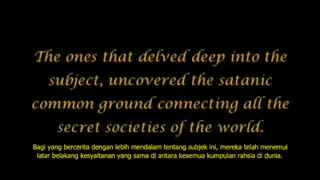 The ones that delved deep into the
subject, uncovered the satanic
common ground connecting all the
secret societies of the world.
Bagi yang bercerita dengan lebih mendalam tentang subjek ini, mereka telah menemui
latar belakang kesyaitanan yang sama di antara kesemua kumpulan rahsia di dunia.